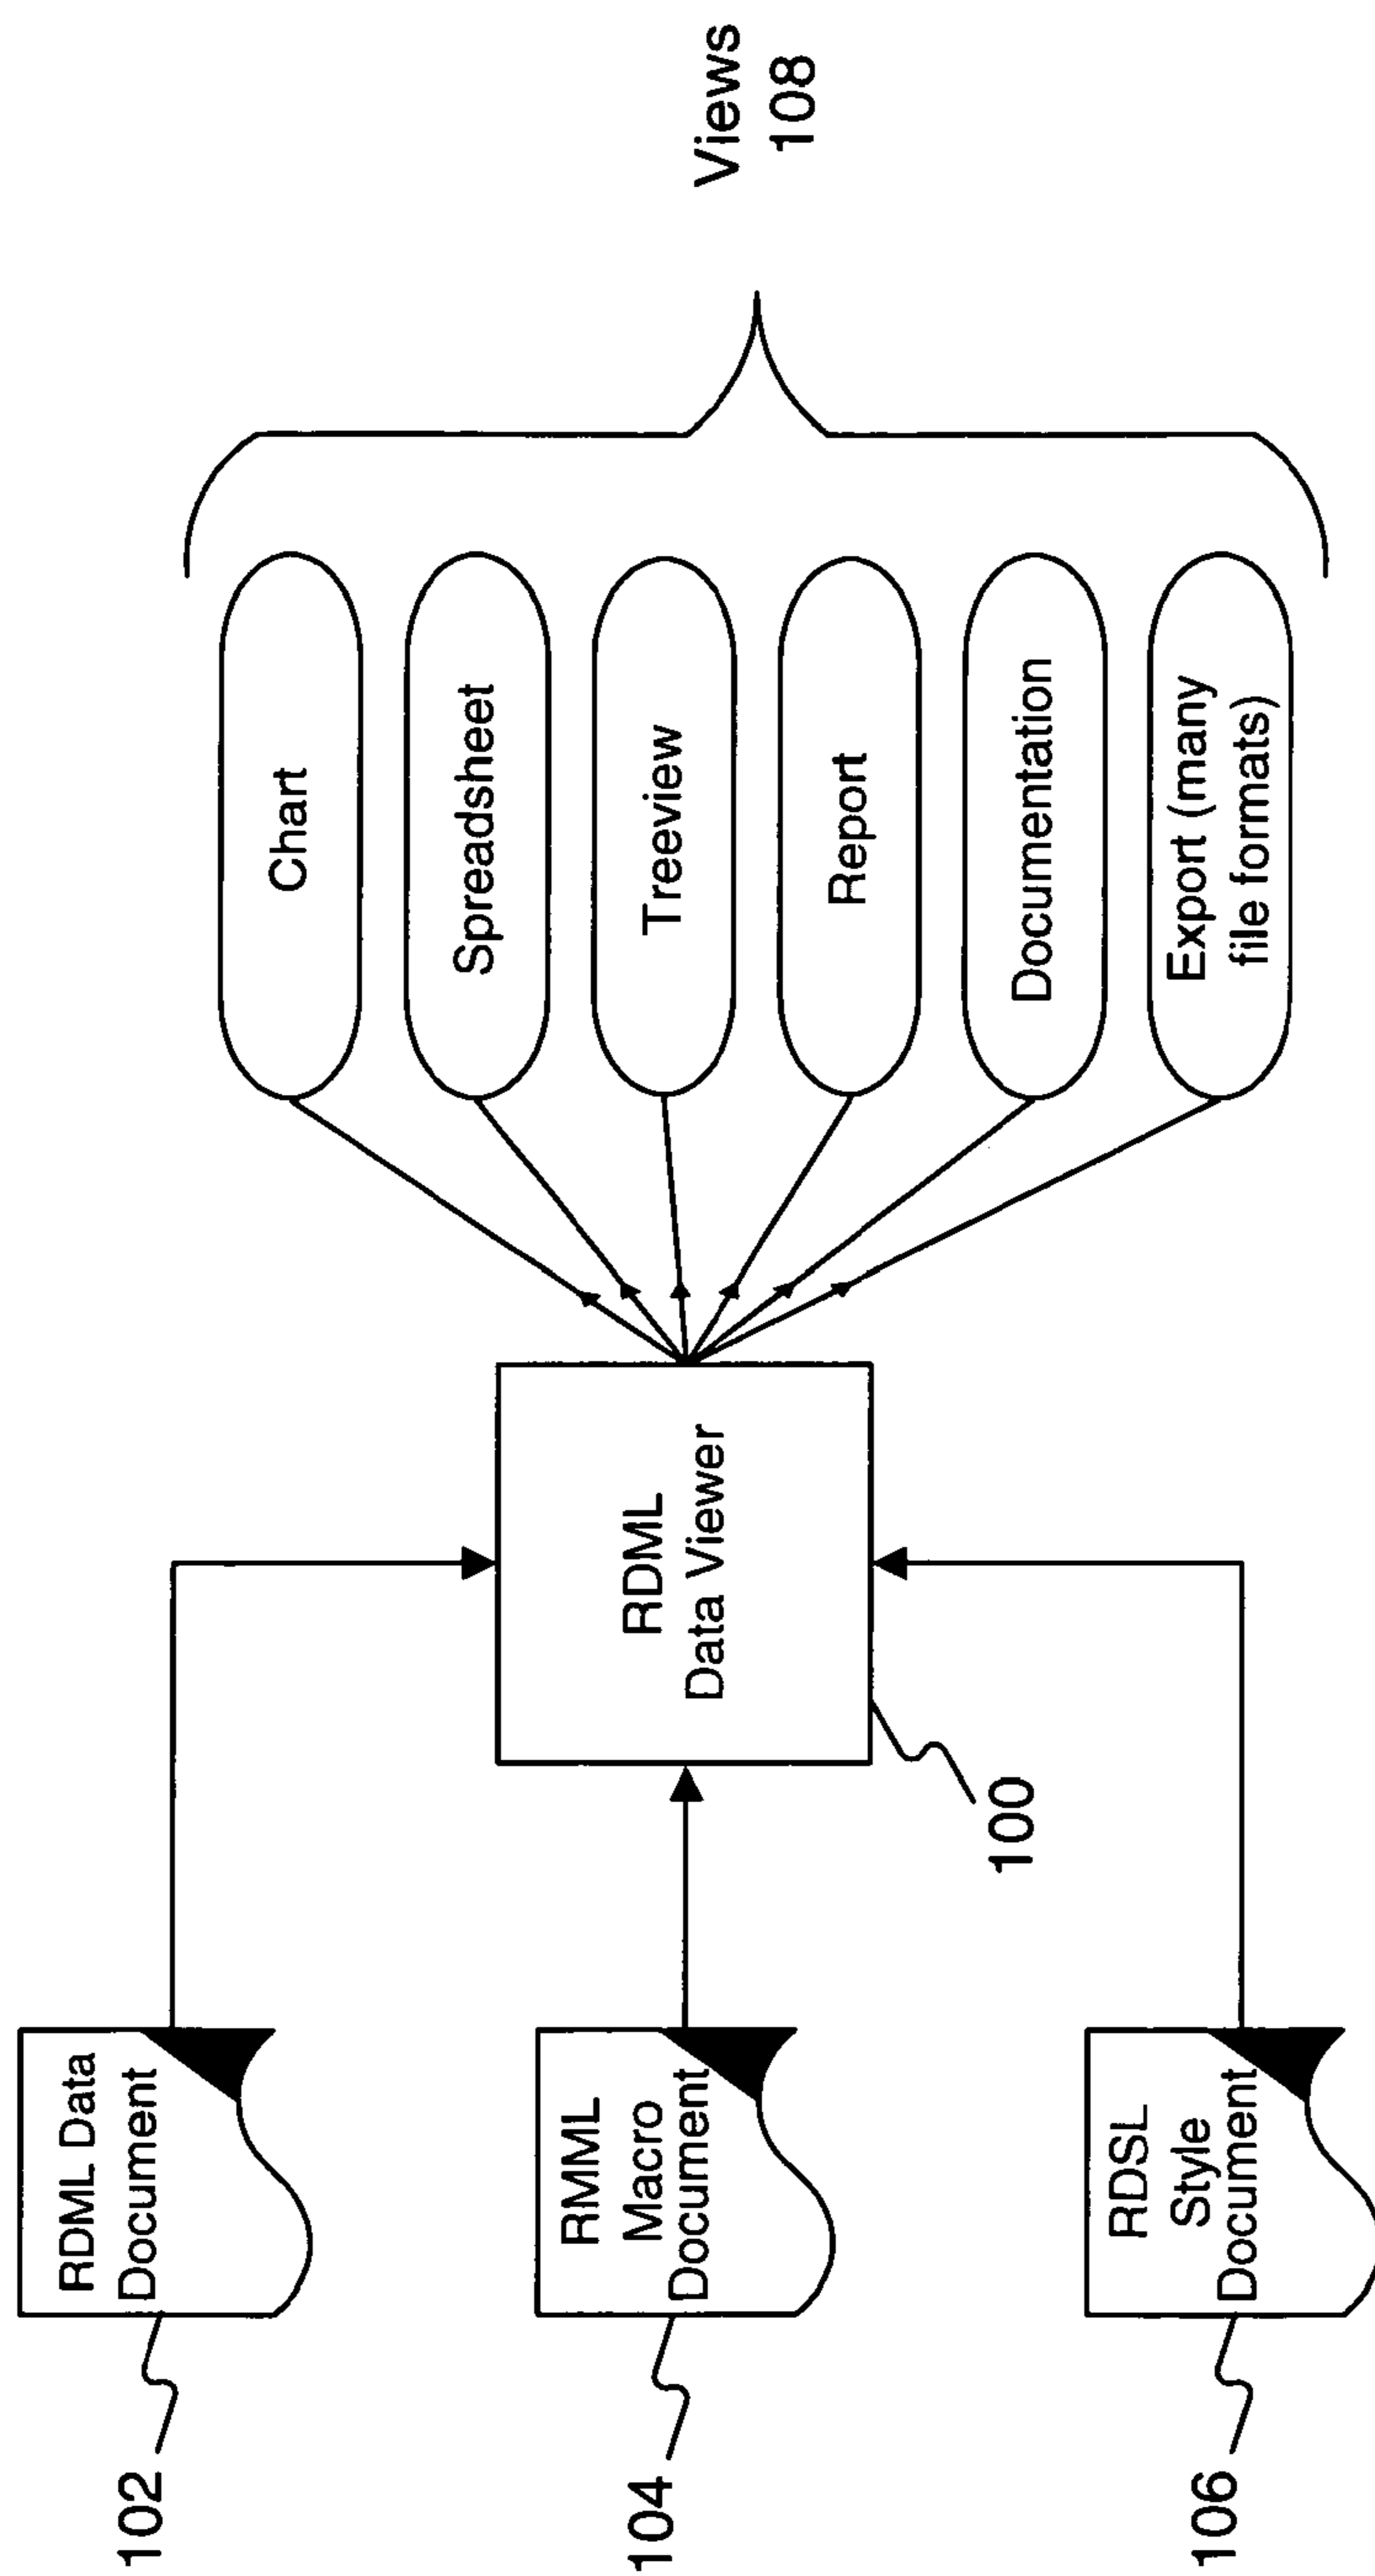 102
RDML Data
Document
104
RMML
Macro
Document
106
RDSL
Style
Document
RDML
Data Viewer
100
Chart
Spreadsheet
Treeview
Report
Documentation
Export (many
file formats)
Views
108